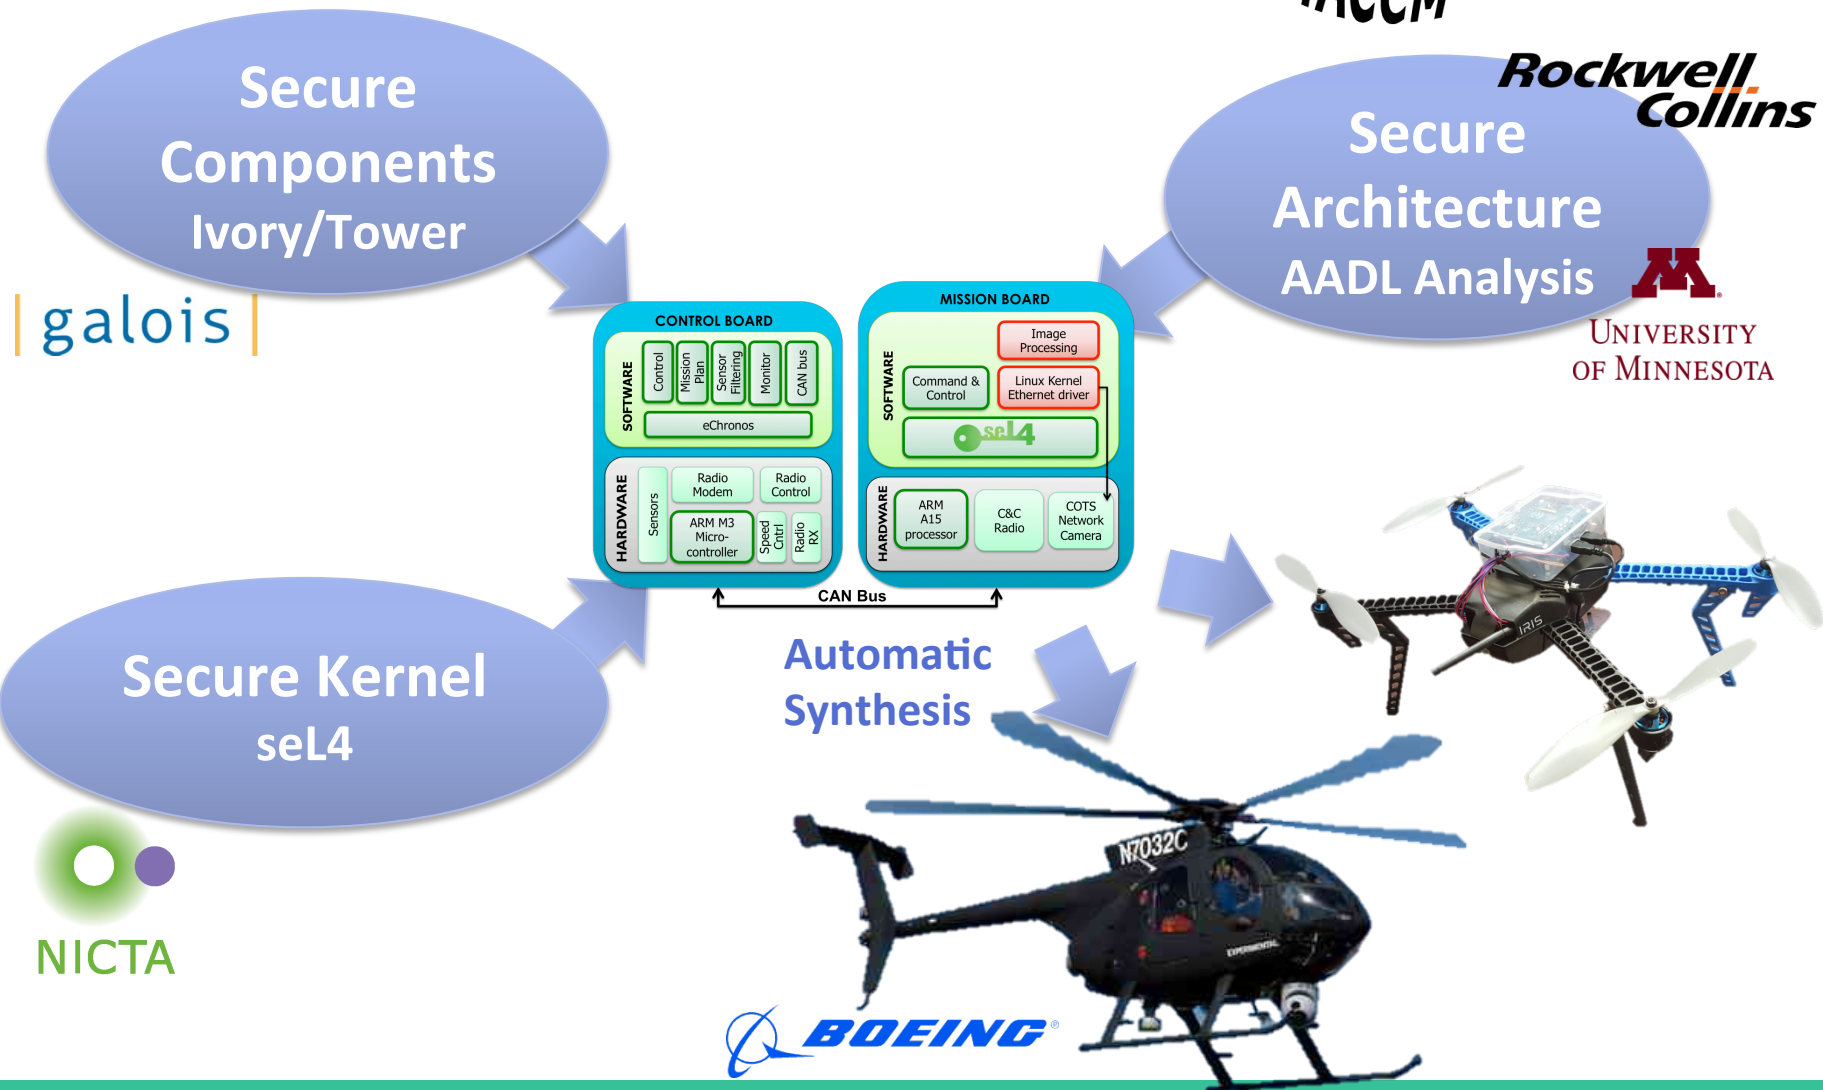 Secure
Components
Ivory/Tower
galois
Rockwell
Collins
Secure
Architecture
AADL Analysis
M
UNIVERSITY
OF MINNESOTA
CONTROL BOARD
SOFTWARE
Control
Mission
Plan
Sensor
Filtering
Monitor
CAN bus
eChronos
HARDWARE
Sensors
Radio
Modem
Radio
Control
ARM M3
Micro-
controller
Speed
Cntrl
Radio
RX
MISSION BOARD
SOFTWARE
Image
Processing
Command &
Control
Linux Kernel
Ethernet driver
seL4
HARDWARE
ARM
A15
processor
C&C
Radio
COTS
Network
Camera
CAN Bus
Automatic
Synthesis
Secure Kernel
seL4
NICTA
IRIS
N7032C
EXPERIMENTAL
BOEING®